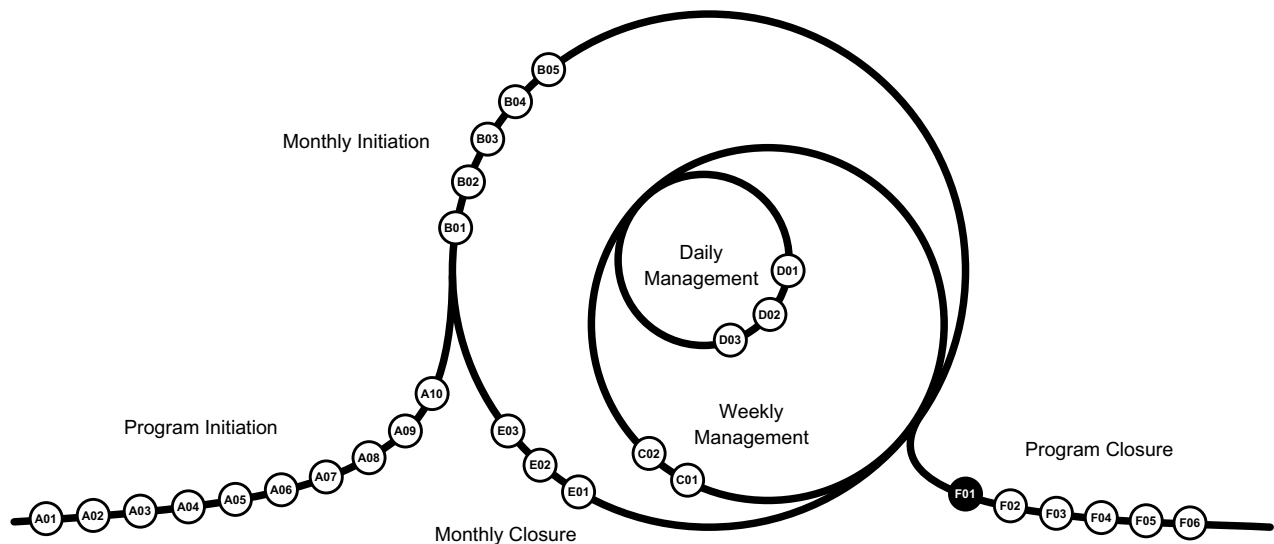 B05
B04
B03
Monthly Initiation
B02
B01
Daily
Management
D01
D02
D03
A10
Weekly
Management
A09
Program Initiation
E03
A08
C02
Program Closure
E02
A07
C01
A06
E01
F01
A05
A04
A03
A02
A01
F02
F03
F04
F05
F06
Monthly Closure